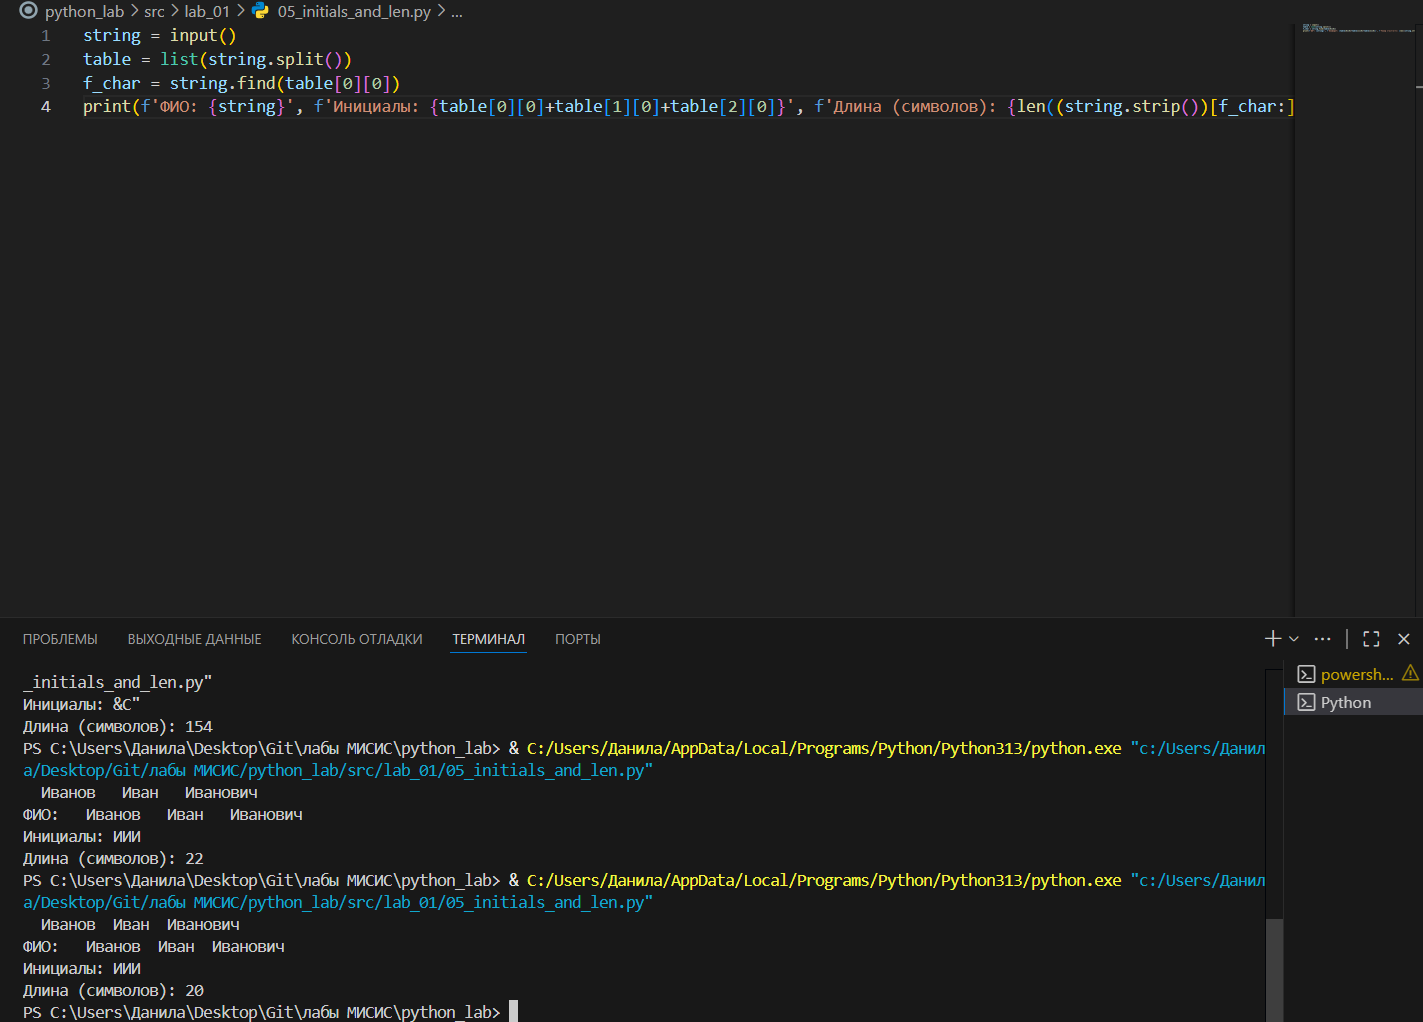 python_lab > src > lab_01 > 05_initials_and_len.py > ...
1 string = input()
2 table = list(string.split())
3 f_char = string.find(table[0][0])
4 print(f'ФИО: {string}', f'Инициалы: {table[0][0]+table[1][0]+table[2][0]}', f'Длина (символов): {len((string.strip())[f_char:]
ПРОБЛЕМЫ ВЫХОДНЫЕ ДАННЫЕ КОНСОЛЬ ОТЛАДКИ ТЕРМИНАЛ ПОРТЫ
_initials_and_len.py"
Инициалы: &C"
Длина (символов): 154
PS C:\Users\Данила\Desktop\Git\лабы МИСИС\python_lab> & C:/Users/Данила/AppData/Local/Programs/Python/Python313/python.exe "c:/Users/Данил
a/Desktop/Git/лабы МИСИС/python_lab/src/lab_01/05_initials_and_len.py"
  Иванов   Иван   Иванович
ФИО:   Иванов   Иван   Иванович
Инициалы: ИИИ
Длина (символов): 22
PS C:\Users\Данила\Desktop\Git\лабы МИСИС\python_lab> & C:/Users/Данила/AppData/Local/Programs/Python/Python313/python.exe "c:/Users/Данил
a/Desktop/Git/лабы МИСИС/python_lab/src/lab_01/05_initials_and_len.py"
  Иванов  Иван  Иванович
ФИО:   Иванов  Иван  Иванович
Инициалы: ИИИ
Длина (символов): 20
PS C:\Users\Данила\Desktop\Git\лабы МИСИС\python_lab>
powersh...
Python